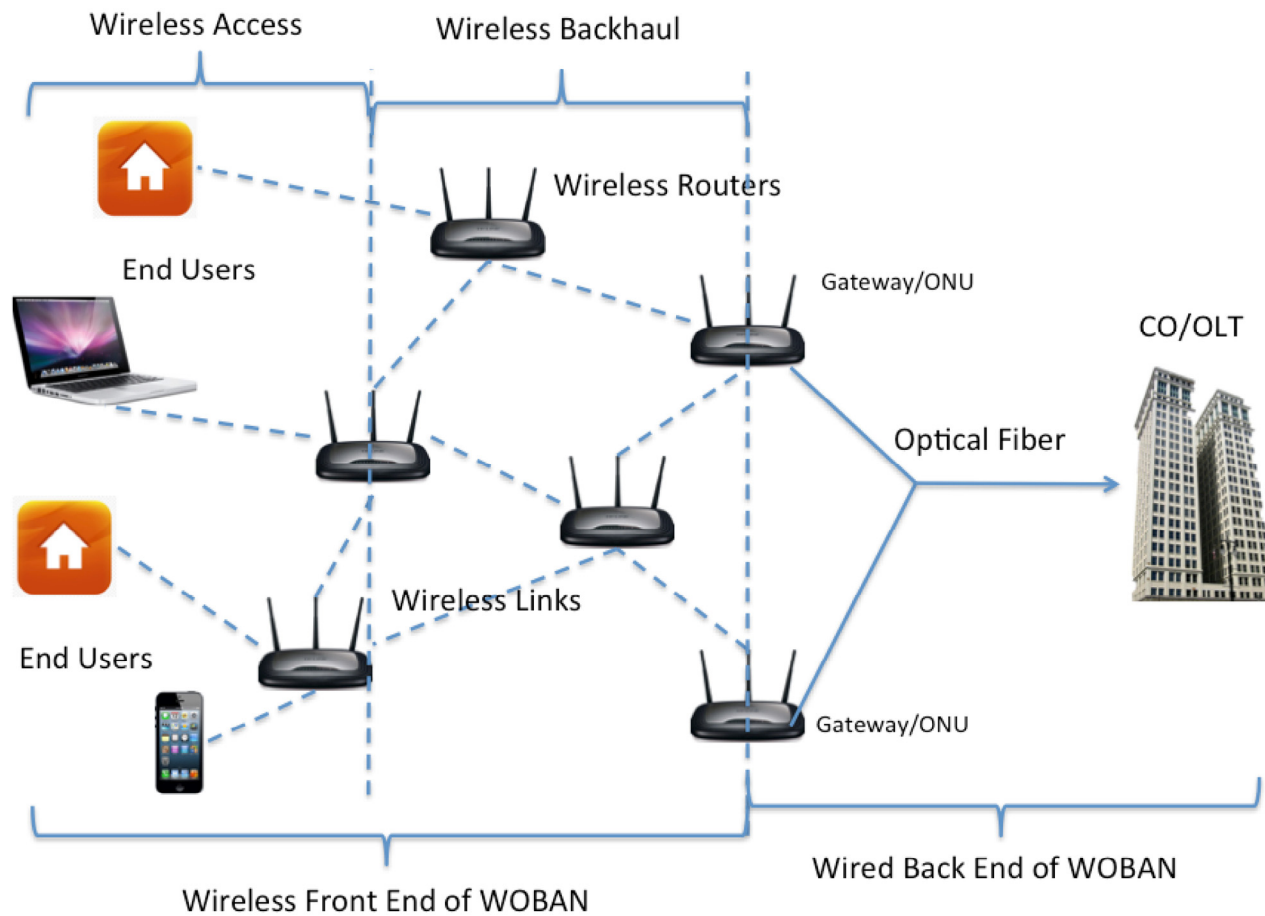 Wireless Access
Wireless Backhaul
Wireless Routers
End Users
Gateway/ONU
CO/OLT
Optical Fiber
Wireless Links
End Users
Gateway/ONU
Wired Back End of WOBAN
Wireless Front End of WOBAN